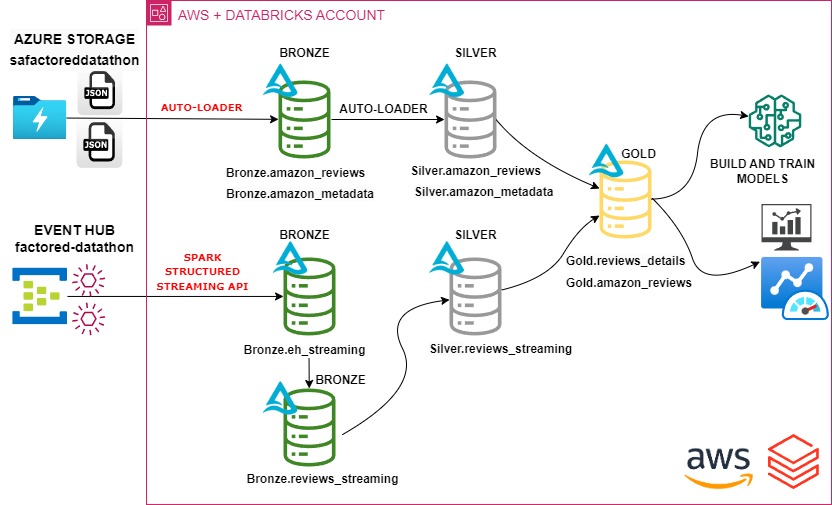 AWS + DATABRICKS ACCOUNT
AZURE STORAGE
safactoreddatathon
JSON
JSON
AUTO-LOADER
BRONZE
Bronze.amazon_reviews
Bronze.amazon_metadata
AUTO-LOADER
SILVER
Silver.amazon_reviews
Silver.amazon_metadata
GOLD
Gold.reviews_details
Gold.amazon_reviews
BUILD AND TRAIN
MODELS
EVENT HUB
factored-datathon
SPARK
STRUCTURED
STREAMING API
BRONZE
Bronze.eh_streaming
BRONZE
Bronze.reviews_streaming
SILVER
Silver.reviews_streaming
aws